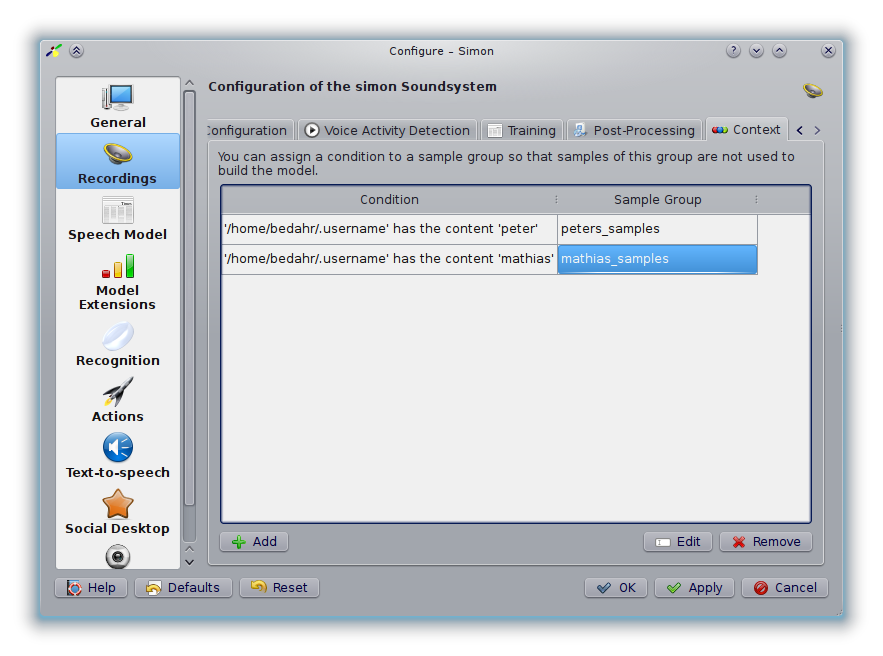 Configure – Simon
General
Recordings
Speech Model
Model
Extensions
Recognition
Actions
Text-to-speech
Social Desktop
Configuration of the simon Soundsystem
onfiguration Voice Activity Detection Training Post-Processing Context
You can assign a condition to a sample group so that samples of this group are not used to
build the model.
Condition Sample Group
'/home/bedahr/.username' has the content 'peter' peters_samples
'/home/bedahr/.username' has the content 'mathias' mathias_samples
Add Edit Remove
Help Defaults Reset OK Apply Cancel